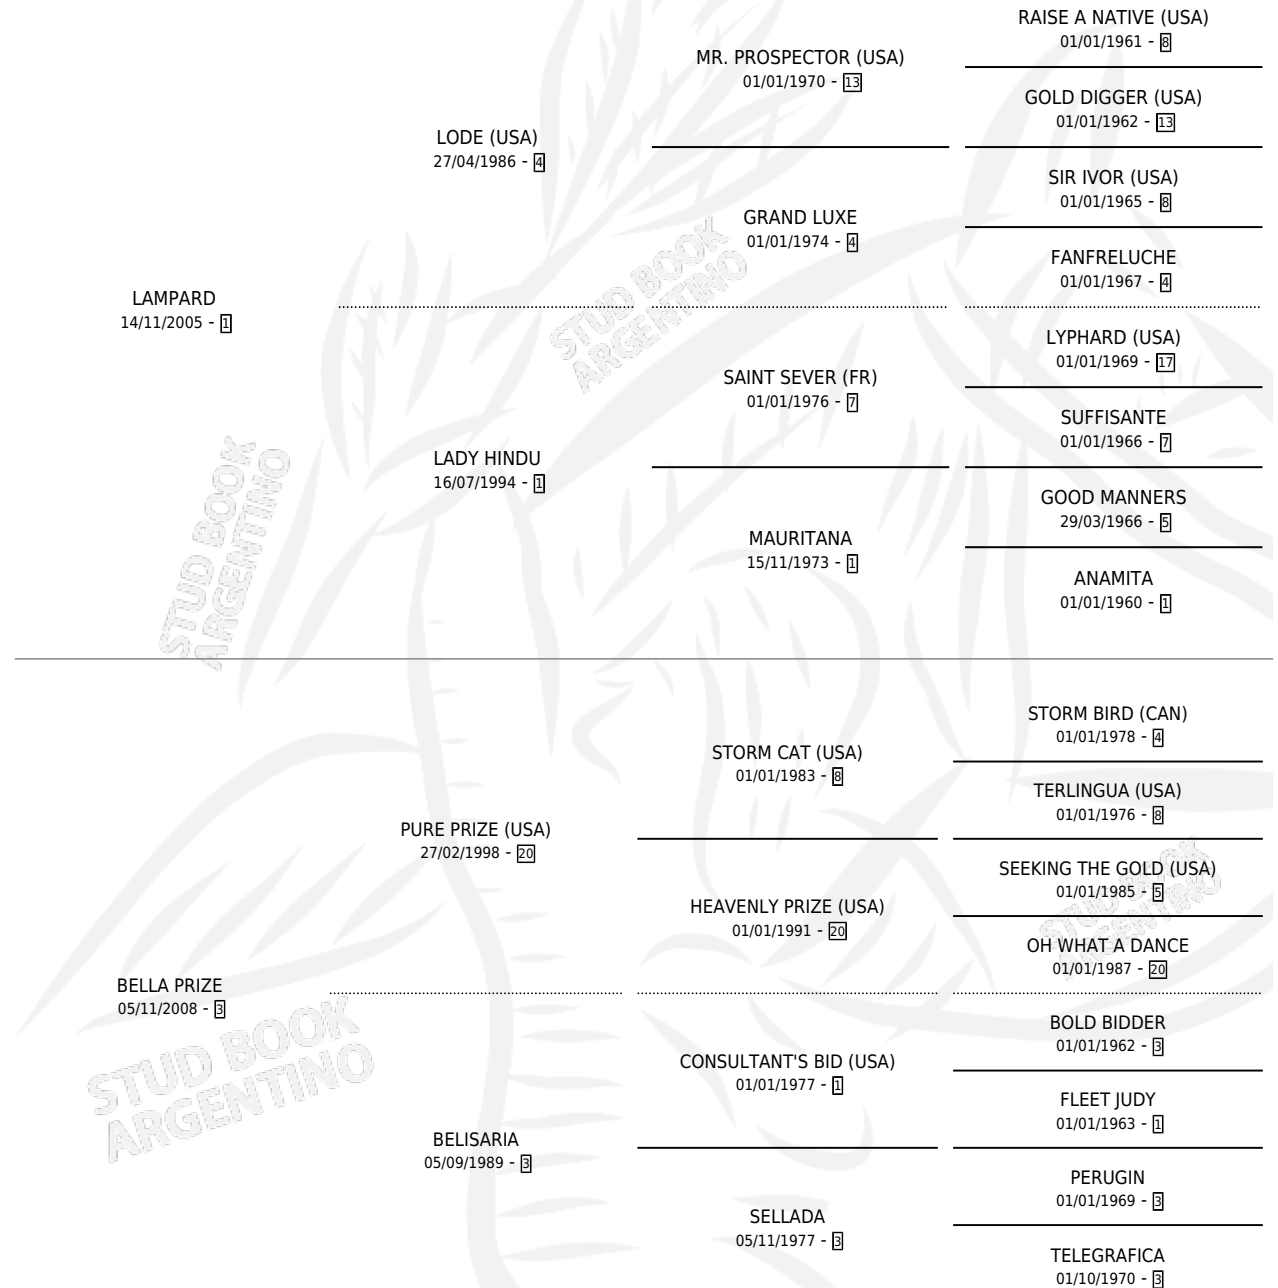 RAISE A NATIVE (USA)
01/01/1961 - 8
MR. PROSPECTOR (USA)
01/01/1970 - 13
GOLD DIGGER (USA)
01/01/1962 - 13
LODE (USA)
27/04/1986 - 4
SIR IVOR (USA)
01/01/1965 - 8
GRAND LUXE
01/01/1974 - 4
FANFRELUCHE
01/01/1967 - 4
LAMPARD
14/11/2005 - 1
LYPHARD (USA)
01/01/1969 - 17
SAINT SEVER (FR)
01/01/1976 - 7
SUFFISANTE
01/01/1966 - 7
LADY HINDU
16/07/1994 - 1
GOOD MANNERS
29/03/1966 - 5
MAURITANA
15/11/1973 - 1
ANAMITA
01/01/1960 - 1
STUD BOOK
ARGENTINO
STUD BOOK
ARGENTINO
STORM BIRD (CAN)
01/01/1978 - 4
STORM CAT (USA)
01/01/1983 - 8
TERLINGUA (USA)
01/01/1976 - 8
PURE PRIZE (USA)
27/02/1998 - 20
SEEKING THE GOLD (USA)
01/01/1985 - 5
HEAVENLY PRIZE (USA)
01/01/1991 - 20
OH WHAT A DANCE
01/01/1987 - 20
STUD BOOK
ARGENTINO
BELLA PRIZE
05/11/2008 - 3
BOLD BIDDER
01/01/1962 - 3
CONSULTANT'S BID (USA)
01/01/1977 - 1
FLEET JUDY
01/01/1963 - 1
BELISARIA
05/09/1989 - 3
PERUGIN
01/01/1969 - 3
SELLADA
05/11/1977 - 3
TELEGRAFICA
01/10/1970 - 3
STUD BOOK
ARGENTINO